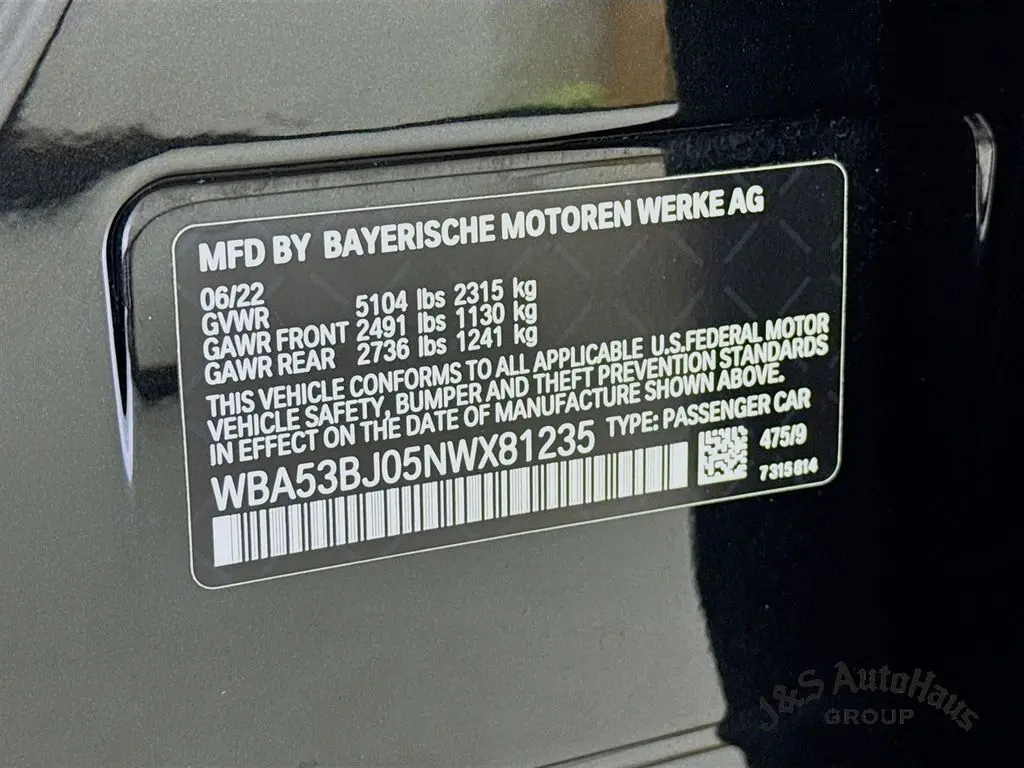 MFD BY BAYERISCHE MOTOREN WERKE AG
06/22
GVWR 5104 lbs 2315 kg
GAWR FRONT 2491 lbs 1130 kg
GAWR REAR 2736 lbs 1241 kg
THIS VEHICLE CONFORMS TO ALL APPLICABLE U.S.FEDERAL MOTOR
VEHICLE SAFETY, BUMPER AND THEFT PREVENTION STANDARDS
IN EFFECT ON THE DATE OF MANUFACTURE SHOWN ABOVE.
WBA53BJ05NWX81235 TYPE: PASSENGER CAR
475/9
7315814
J&S AutoHaus
GROUP